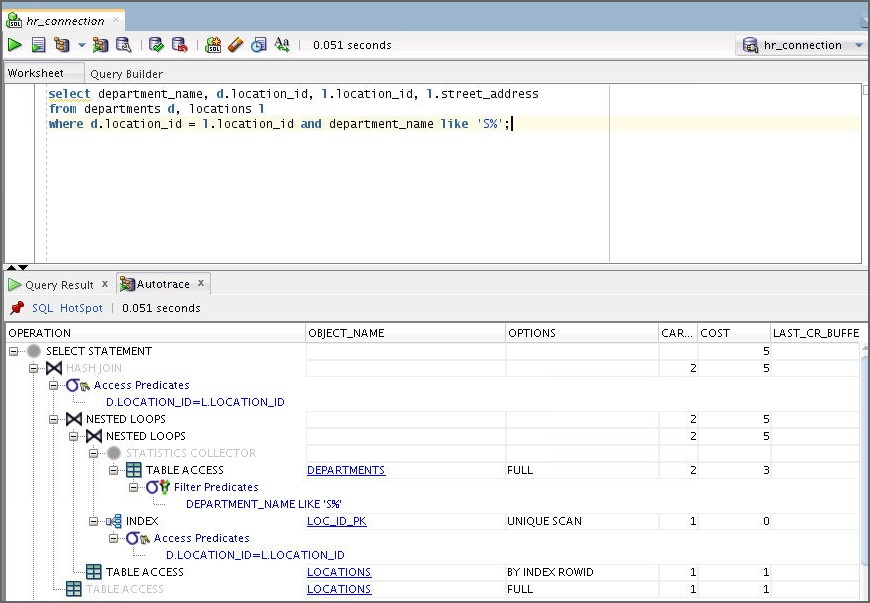 hr_connection
0.051 seconds
hr_connection
Worksheet Query Builder
select department_name, d.location_id, l.location_id, l.street_address
from departments d, locations l
where d.location_id = l.location_id and department_name like 'S%';
Query Result x Autotrace x
SQL HotSpot 0.051 seconds
OPERATION OBJECT_NAME OPTIONS CAR... COST LAST_CR_BUFFE
SELECT STATEMENT 5
HASH JOIN 2 5
Access Predicates
D.LOCATION_ID=L.LOCATION_ID
NESTED LOOPS 2 5
NESTED LOOPS 2 5
STATISTICS COLLECTOR
TABLE ACCESS DEPARTMENTS FULL 2 3
Filter Predicates
DEPARTMENT_NAME LIKE 'S%'
INDEX LOC_ID_PK UNIQUE SCAN 1 0
Access Predicates
D.LOCATION_ID=L.LOCATION_ID
TABLE ACCESS LOCATIONS BY INDEX ROWID 1 1
TABLE ACCESS LOCATIONS FULL 1 1